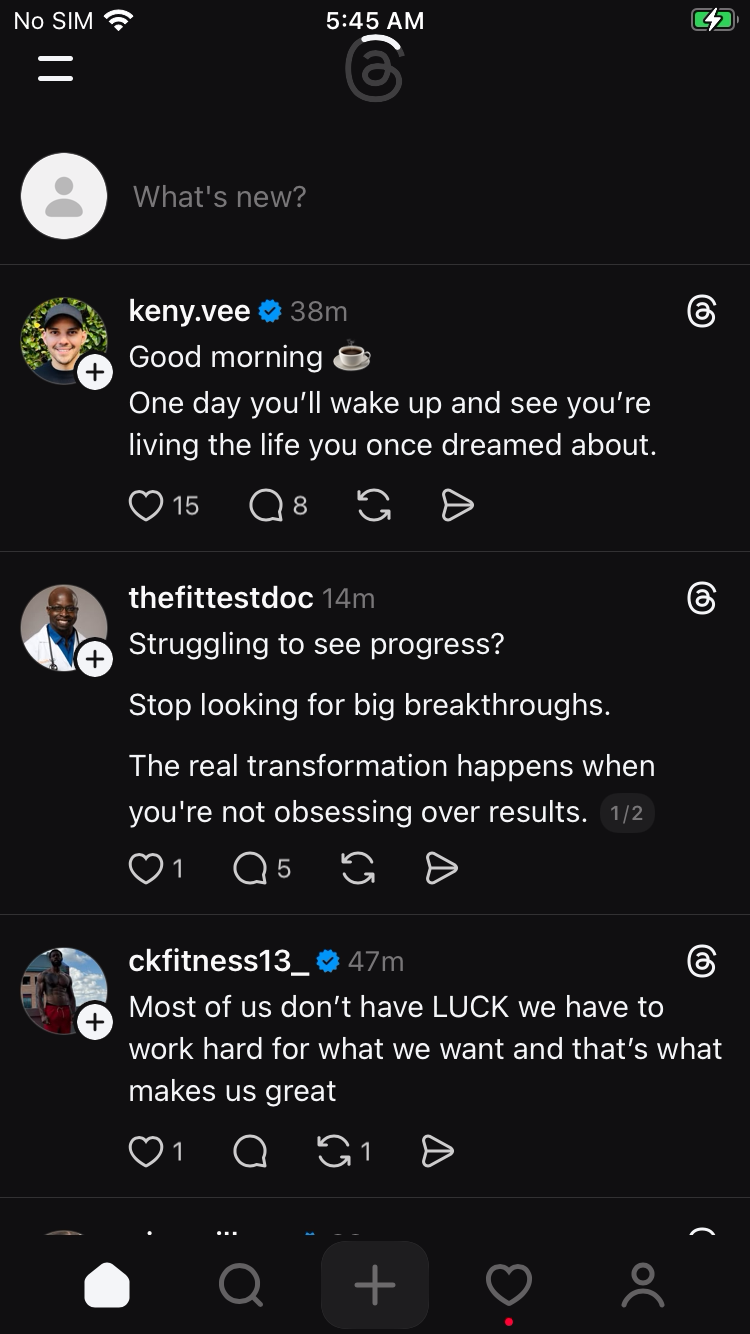 No SIM 5:45 AM
What's new?
keny.vee 38m
Good morning ☕
One day you’ll wake up and see you’re
living the life you once dreamed about.
15 8
thefittestdoc 14m
Struggling to see progress?
Stop looking for big breakthroughs.
The real transformation happens when
you're not obsessing over results. 1/2
1 5
ckfitness13_ 47m
Most of us don’t have LUCK we have to
work hard for what we want and that’s what
makes us great
1 1